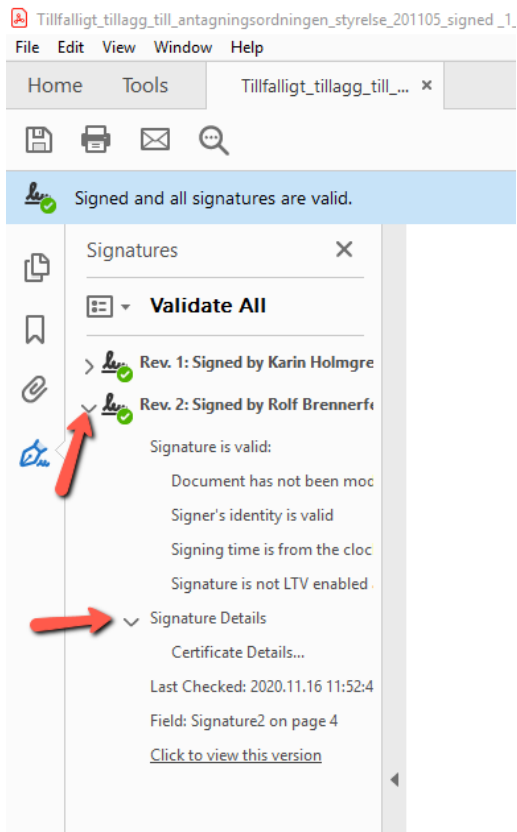 Tillfalligt_tillagg_till_antagningsordningen_styrelse_201105_signed _1_
File Edit View Window Help
Home Tools Tillfalligt_tillagg_till_... ×
Signed and all signatures are valid.
Signatures
Validate All
Rev. 1: Signed by Karin Holmgre
Rev. 2: Signed by Rolf Brennerfe
Signature is valid:
Document has not been mod
Signer's identity is valid
Signing time is from the cloc
Signature is not LTV enabled
Signature Details
Certificate Details...
Last Checked: 2020.11.16 11:52:4
Field: Signature2 on page 4
Click to view this version